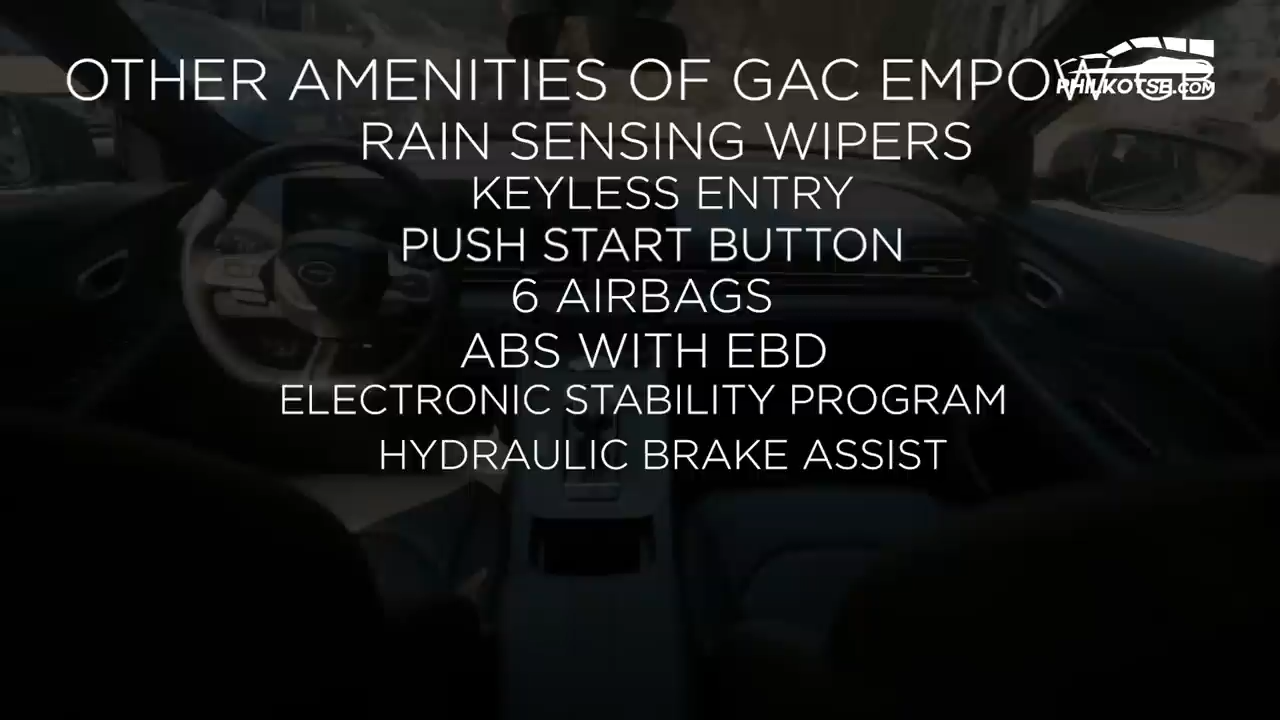 OTHER AMENITIES OF GAC EMPOW GB
PHILKOTSE.COM
RAIN SENSING WIPERS
KEYLESS ENTRY
PUSH START BUTTON
6 AIRBAGS
ABS WITH EBD
ELECTRONIC STABILITY PROGRAM
HYDRAULIC BRAKE ASSIST